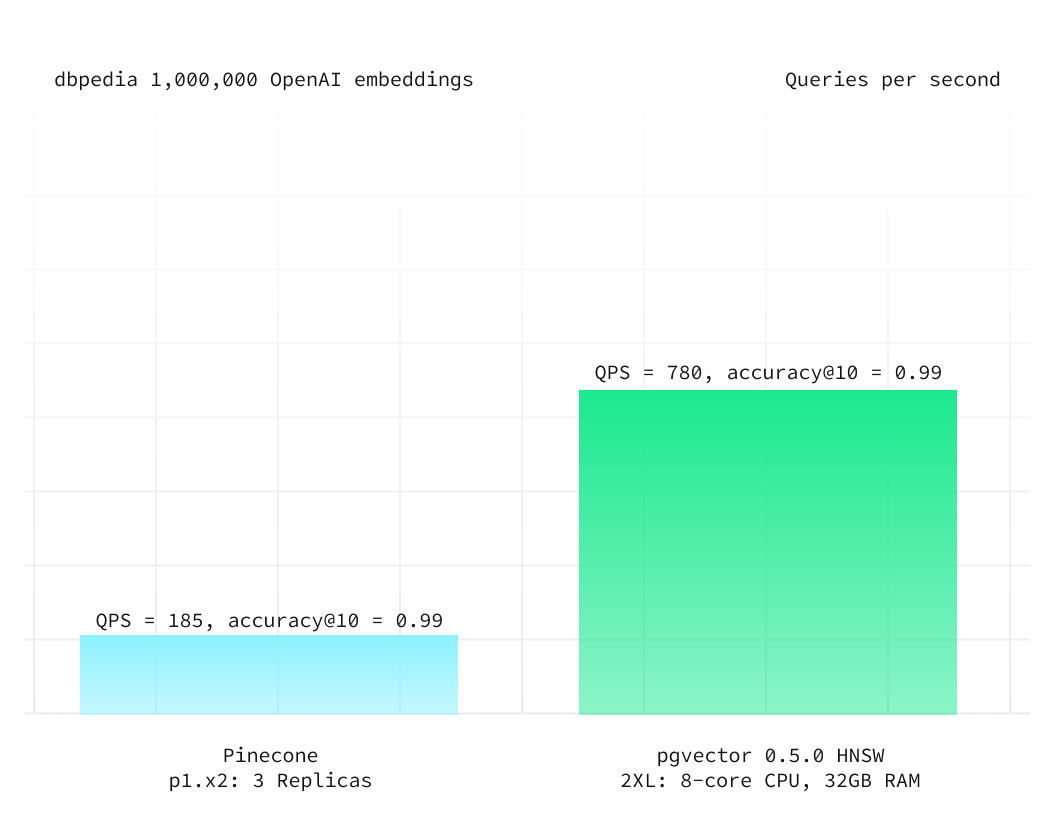 dbpedia 1,000,000 OpenAI embeddings
Queries per second
QPS = 780, accuracy@10 = 0.99
QPS = 185, accuracy@10 = 0.99
Pinecone
p1.x2: 3 Replicas
pgvector 0.5.0 HNSW
2XL: 8-core CPU, 32GB RAM